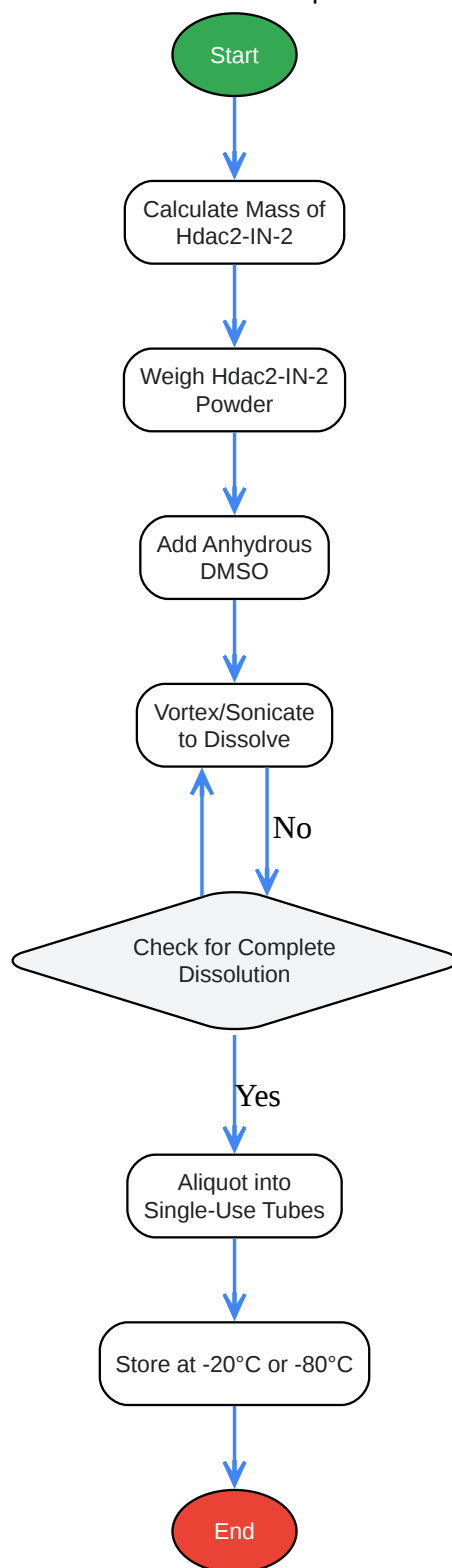 Start
Calculate Mass of
Hdac2-IN-2
Weigh Hdac2-IN-2
Powder
Add Anhydrous
DMSO
Vortex/Sonicate
to Dissolve
No
Check for Complete
Dissolution
Yes
Aliquot into
Single-Use Tubes
Store at -20°C or -80°C
End